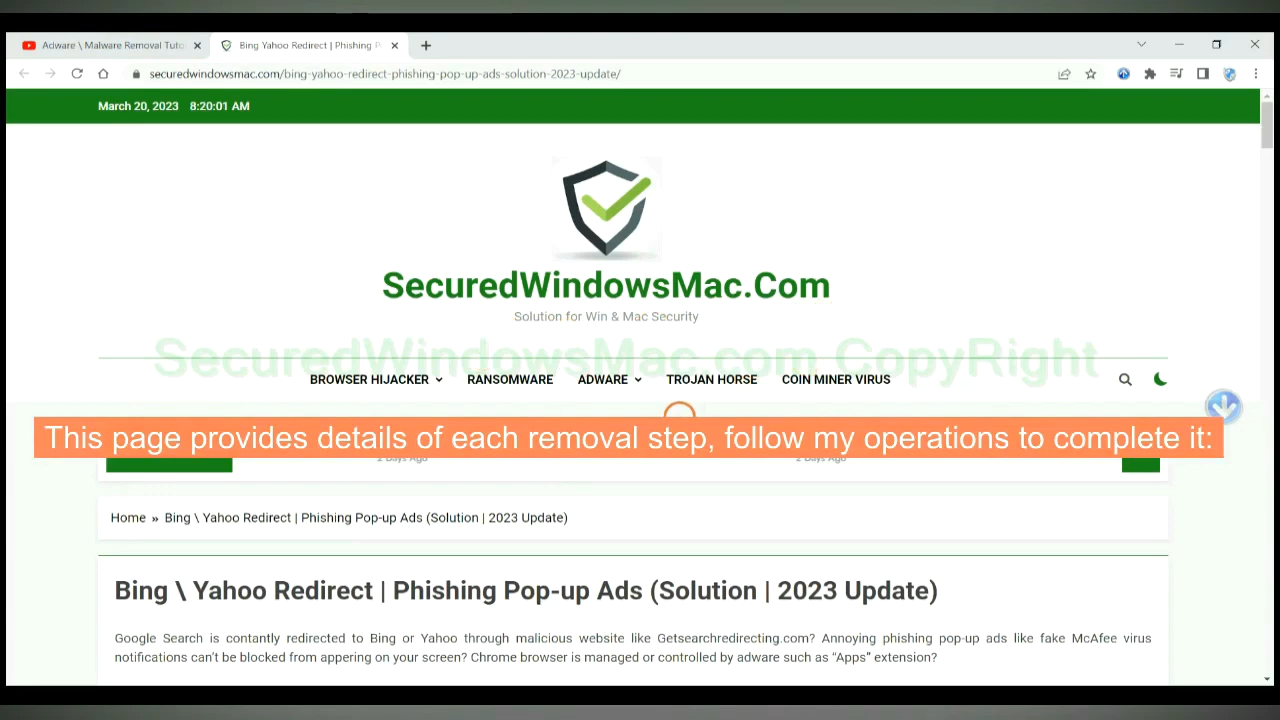 Adware \ Malware Removal Tuto
Bing Yahoo Redirect | Phishing P
securedwindowsmac.com/bing-yahoo-redirect-phishing-pop-up-ads-solution-2023-update/
March 20, 2023 8:20:01 AM
SecuredWindowsMac.Com
Solution for Win & Mac Security
SecuredWindowsMac.com CopyRight
BROWSER HIJACKER RANSOMWARE ADWARE TROJAN HORSE COIN MINER VIRUS
This page provides details of each removal step, follow my operations to complete it:
2 Days Ago 2 Days Ago
Home » Bing \ Yahoo Redirect | Phishing Pop-up Ads (Solution | 2023 Update)
Bing \ Yahoo Redirect | Phishing Pop-up Ads (Solution | 2023 Update)
Google Search is contantly redirected to Bing or Yahoo through malicious website like Getsearchredirecting.com? Annoying phishing pop-up ads like fake McAfee virus
notifications can't be blocked from appering on your screen? Chrome browser is managed or controlled by adware such as “Apps” extension?